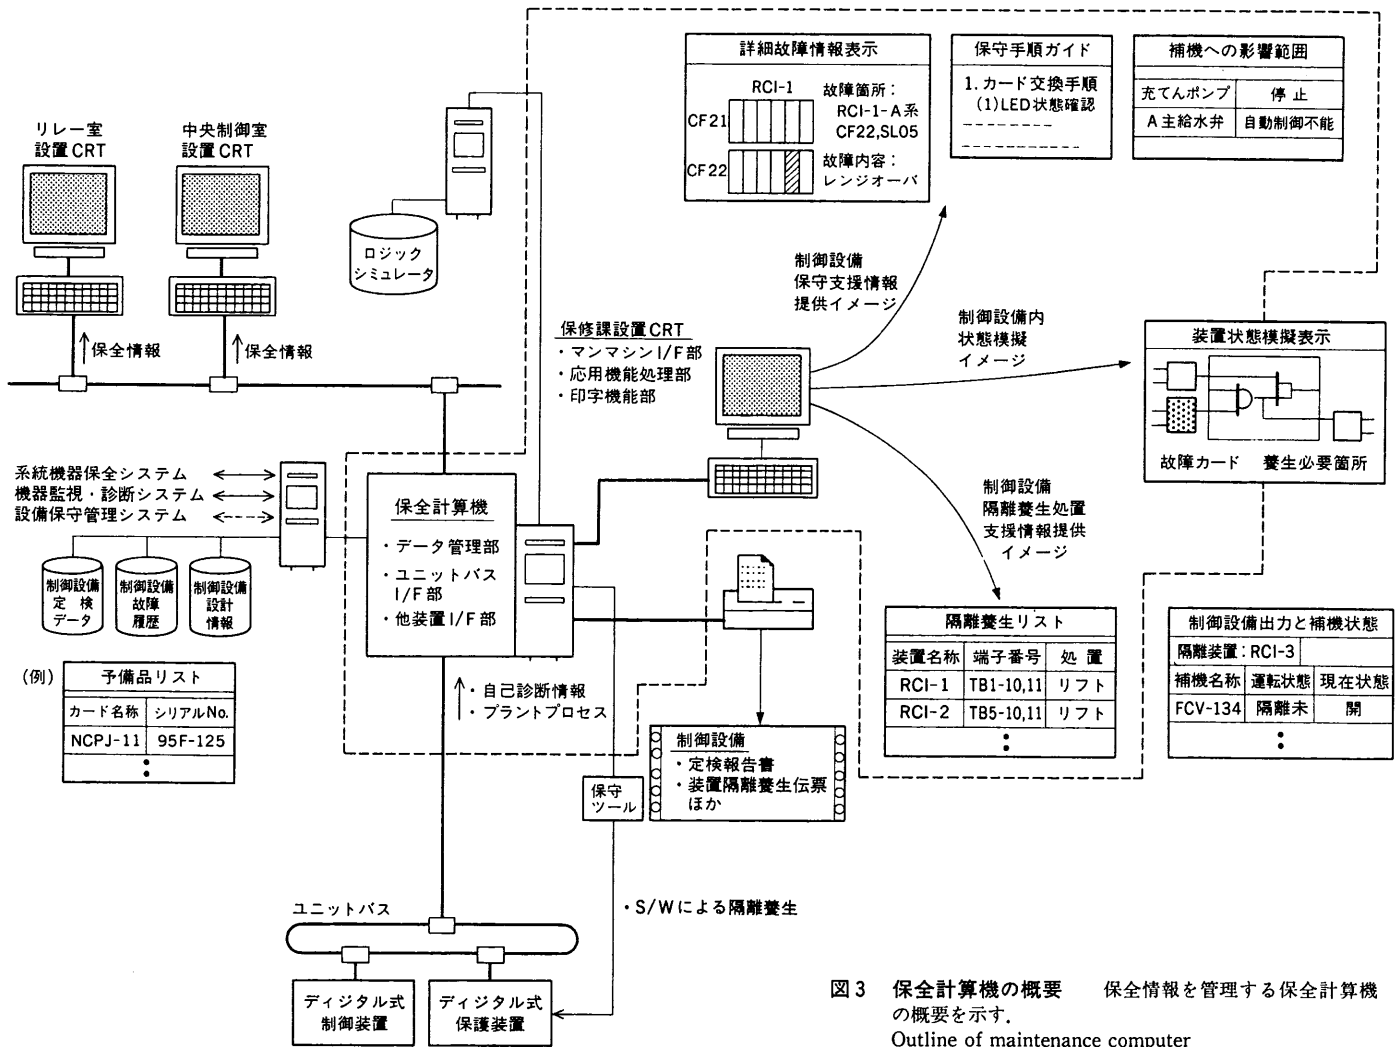 リレー室
設置CRT
中央制御室
設置CRT
ロジック
シミュレータ
↑保全情報
↑保全情報
詳細故障情報表示
RCI-1
CF21
CF22
故障箇所：
RCI-1-A系
CF22,SL05
故障内容：
レンジオーバ
保守手順ガイド
1.カード交換手順
(1)LED状態確認
補機への影響範囲
充てんポンプ 停止
A主給水弁 自動制御不能
制御設備
保守支援情報
提供イメージ
保修課設置CRT
・マンマシンI/F部
・応用機能処理部
・印字機能部
制御設備内
状態模擬
イメージ
装置状態模擬表示
故障カード 養生必要箇所
制御設備
隔離養生処置
支援情報提供
イメージ
系統機器保全システム
機器監視・診断システム
設備保守管理システム
制御設備
定検
データ
制御設備
故障
履歴
制御設備
設計
情報
保全計算機
・データ管理部
・ユニットバス
I/F部
・他装置I/F部
(例)
予備品リスト
カード名称 シリアルNo.
NCPJ-11 95F-125
・自己診断情報
・プラントプロセス
隔離養生リスト
装置名称 端子番号 処置
RCI-1 TB1-10,11 リフト
RCI-2 TB5-10,11 リフト
制御設備出力と補機状態
隔離装置：RCI-3
補機名称 運転状態 現在状態
FCV-134 隔離未 開
制御設備
・定検報告書
・装置隔離養生伝票
ほか
保守
ツール
・S/Wによる隔離養生
ユニットバス
ディジタル式
制御装置
ディジタル式
保護装置
図3 保全計算機の概要 保全情報を管理する保全計算機
の概要を示す.
Outline of maintenance computer